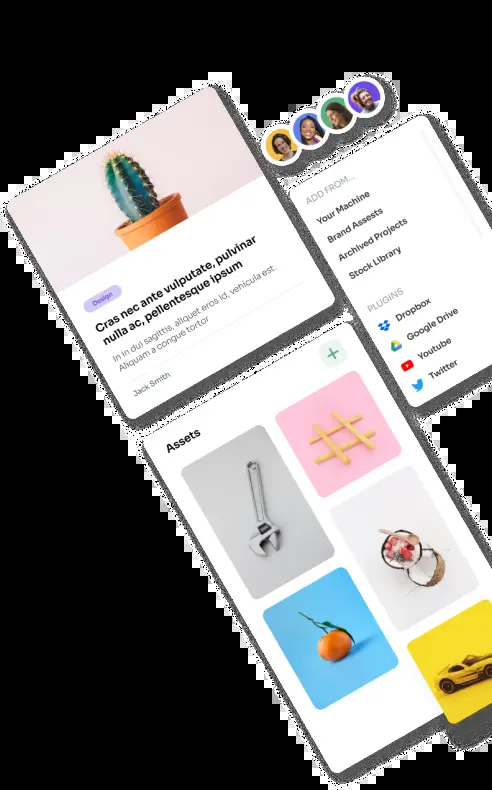 Design
Cras nec ante vulputate, pulvinar
nulla ac, pellentesque ipsum
In in dui sagittis, aliquet eros id, vehicula est.
Aliquam a congue tortor
Jack Smith
ADD FROM...
Your Machine
Brand Assests
Archived Projects
Stock Library
PLUGINS
Dropbox
Google Drive
Youtube
Twitter
Assets